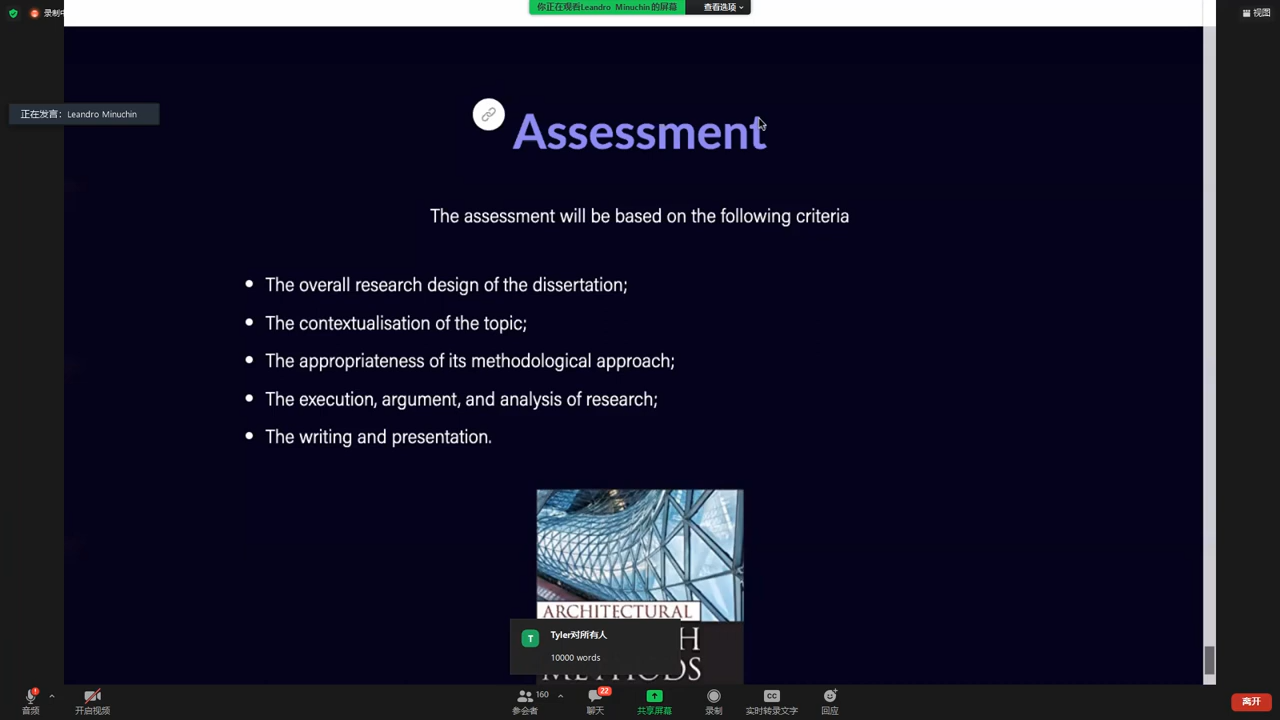 你正在观看Leandro Minuchin的屏幕
查看选项
录制中
视图
正在发言: Leandro Minuchin
Assessment
The assessment will be based on the following criteria
The overall research design of the dissertation;
The contextualisation of the topic;
The appropriateness of its methodological approach;
The execution, argument, and analysis of research;
The writing and presentation.
ARCHITECTURAL
Tyler对所有人
T
10000 words
METHODS
音频
开启视频
160
参会者
22
聊天
共享屏幕
录制
CC
实时转录文字
回应
离开